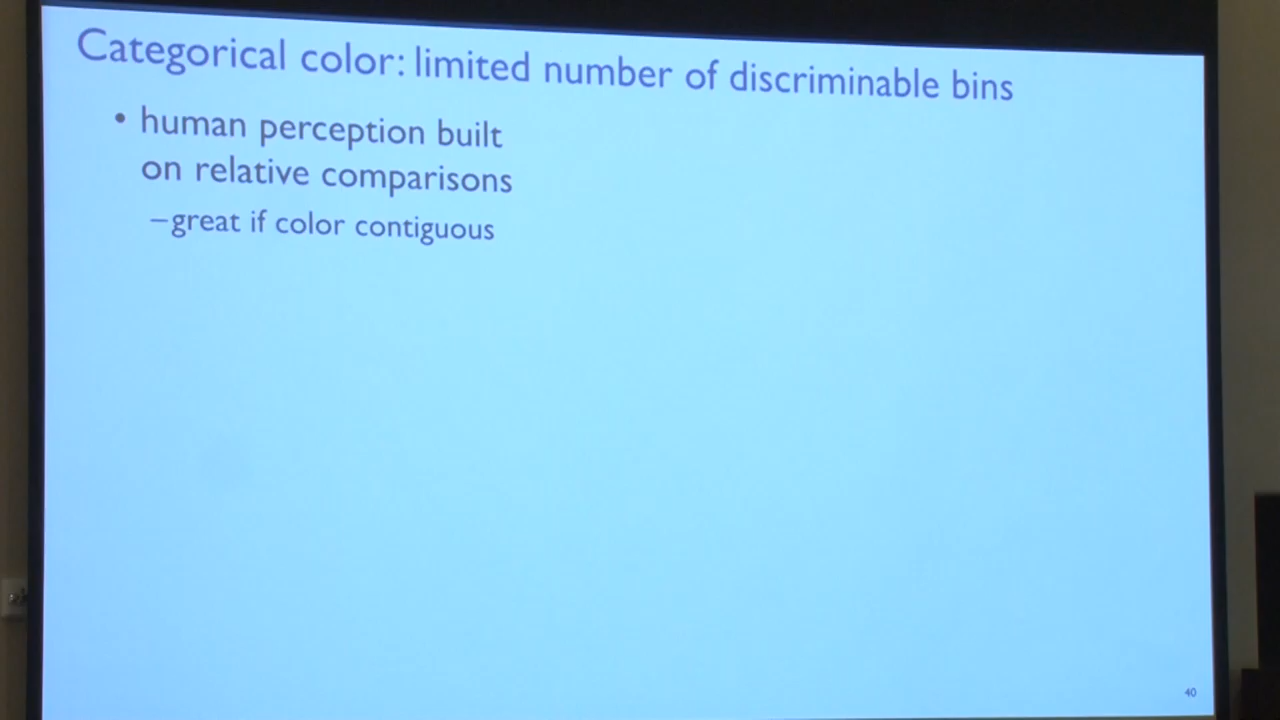 Categorical color: limited number of discriminable bins
• human perception built
on relative comparisons
–great if color contiguous
40